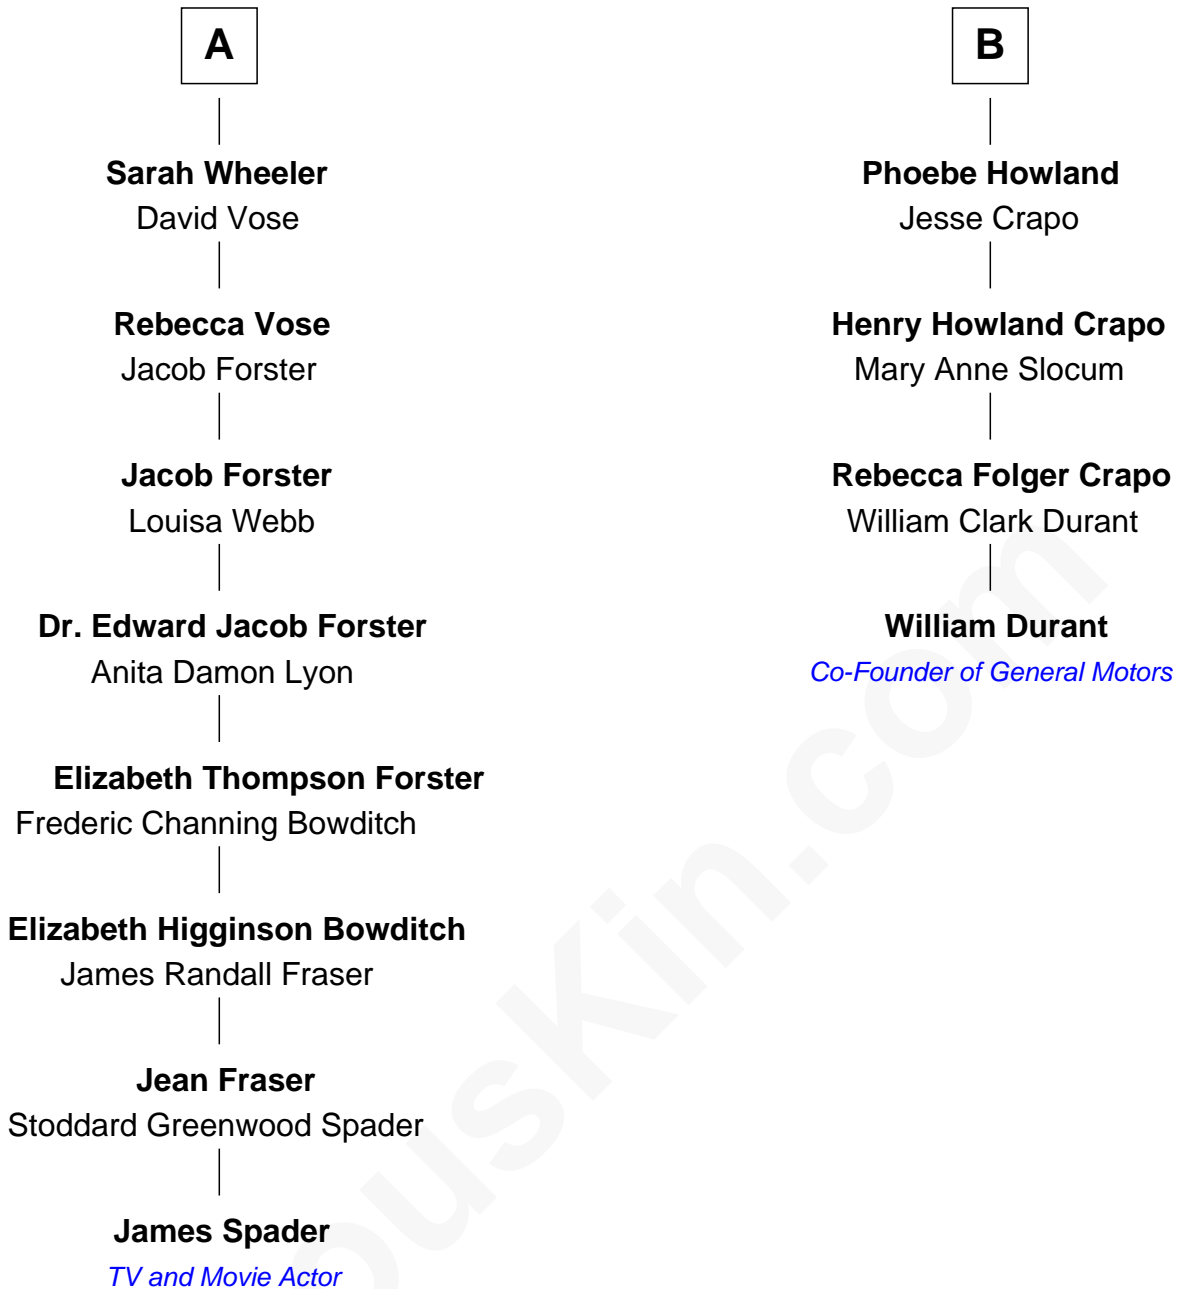 A
Sarah Wheeler
David Vose
Rebecca Vose
Jacob Forster
Jacob Forster
Louisa Webb
Dr. Edward Jacob Forster
Anita Damon Lyon
Elizabeth Thompson Forster
Frederic Channing Bowditch
Elizabeth Higginson Bowditch
James Randall Fraser
Jean Fraser
Stoddard Greenwood Spader
James Spader
TV and Movie Actor
B
Phoebe Howland
Jesse Crapo
Henry Howland Crapo
Mary Anne Slocum
Rebecca Folger Crapo
William Clark Durant
William Durant
Co-Founder of General Motors
ousKin.com